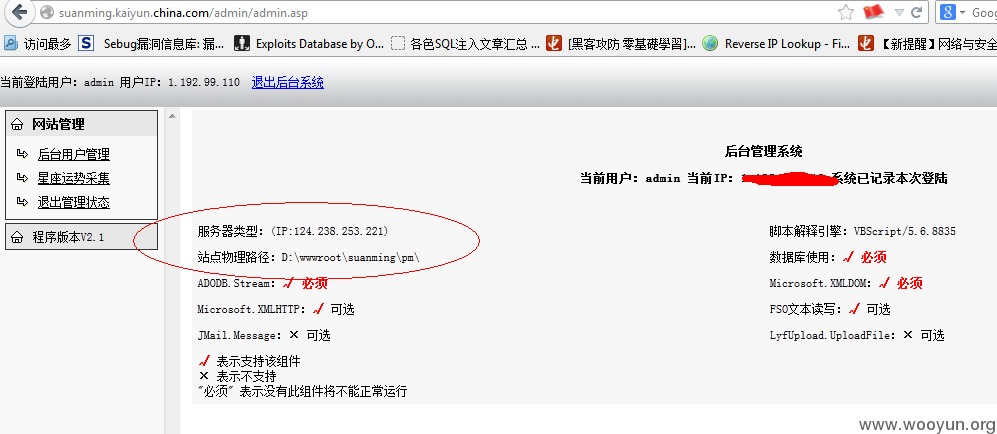 suanming.kaiyun.china.com/admin/admin.asp
Goog
访问最多 Sebug漏洞信息库: 漏... Exploits Database by O... 各色SQL注入文章汇总 ... [黑客攻防 零基礎學習]... Reverse IP Lookup - Fi... 【新提醒】网络与安全
当前登陆用户: admin 用户IP: 1.192.99.110 退出后台系统
网站管理
后台用户管理
星座运势采集
退出管理状态
程序版本V2.1
后台管理系统
当前用户: admin 当前IP: 系统已记录本次登陆
服务器类型: (IP:124.238.253.221) 脚本解释引擎: VBScript/5.6.8835
站点物理路径: D:\wwwroot\suanming\pm\ 数据库使用: √ 必须
ADODB.Stream: √ 必须 Microsoft.XMLDOM: √ 必须
Microsoft.XMLHTTP: √ 可选 FSO文本读写: √ 可选
JMail.Message: × 可选 LyfUpload.UploadFile: × 可选
√ 表示支持该组件
× 表示不支持
"必须" 表示没有此组件将不能正常运行
www.wooyun.org